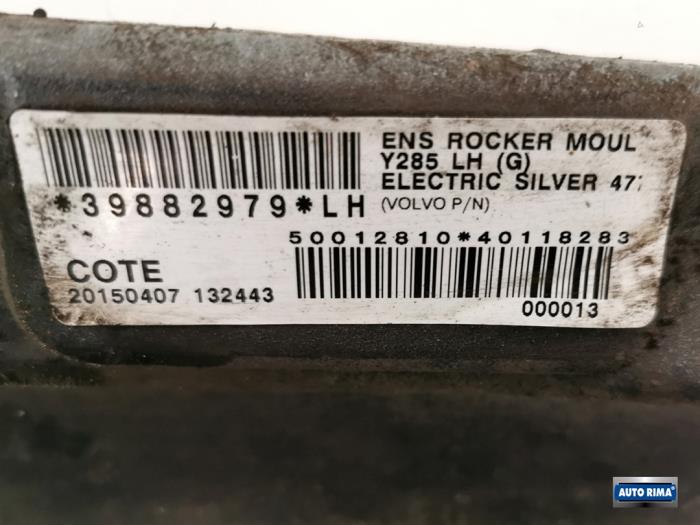 ENS ROCKER MOUL
Y285 LH (G)
ELECTRIC SILVER 47
*39882979*LH
(VOLVO P/N)
50012810*40118283
COTE
20150407 132443
000013
AUTO RIMA